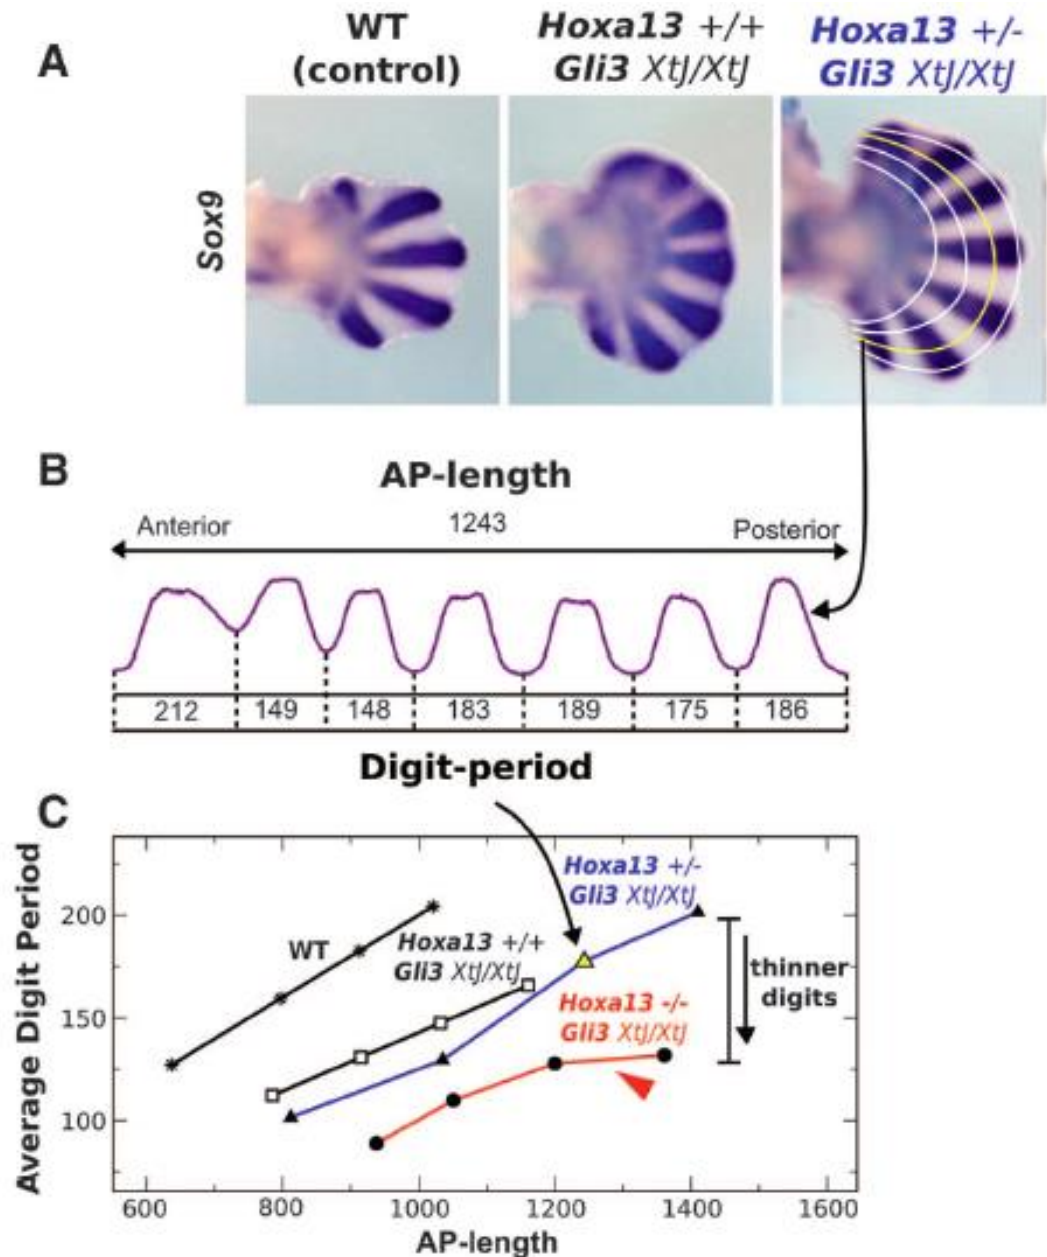 A
WT
(control)
Hoxa13 +/+
Gli3 XtJ/XtJ
Hoxa13 +/-
Gli3 XtJ/XtJ
Sox9
B
AP-length
Anterior
1243
Posterior
212 149 148 183 189 175 186
Digit-period
C
Average Digit Period
200
150
100
WT
Hoxa13 +/+
Gli3 XtJ/XtJ
Hoxa13 +/-
Gli3 XtJ/XtJ
Hoxa13 -/-
Gli3 XtJ/XtJ
thinner
digits
600 800 1000 1200 1400 1600
AP-length